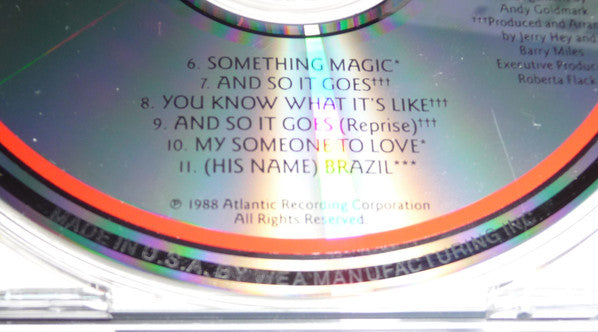 Andy Goldmark
†††Produced and Arran
by Jerry Hey and
Barry Miles
Executive Produc
Roberta Flack
6. SOMETHING MAGIC*
7. AND SO IT GOES†††
8. YOU KNOW WHAT IT'S LIKE†††
9. AND SO IT GOES (Reprise)†††
10. MY SOMEONE TO LOVE*
11. (HIS NAME) BRAZIL***
℗ 1988 Atlantic Recording Corporation
All Rights Reserved.
MADE IN U.S.A. BY WEA MANUFACTURING INC.